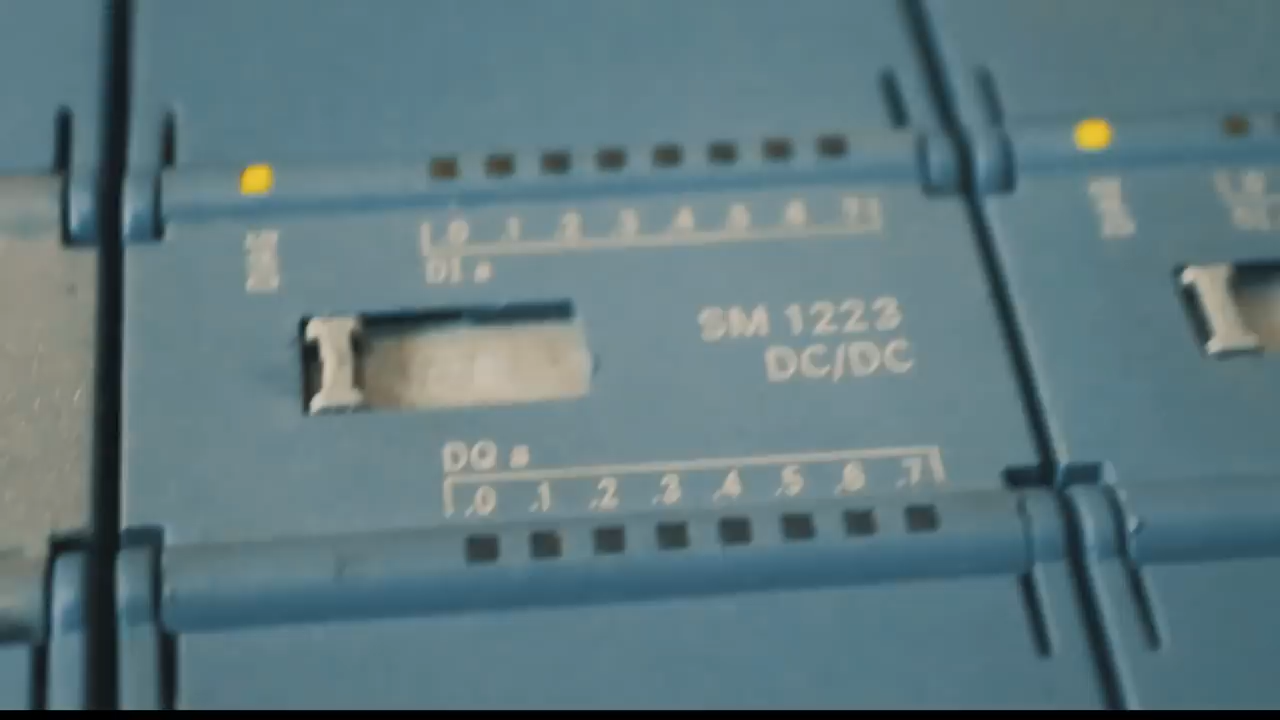 .0 .1 .2 .3 .4 .5 .6 .7
DI a
SM 1223
DC/DC
DQ a
.0 .1 .2 .3 .4 .5 .6 .7